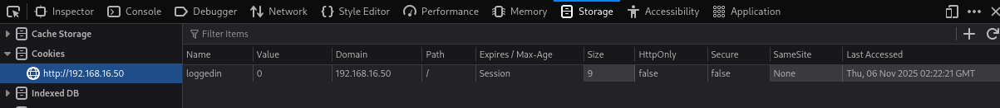 Inspector Console Debugger Network Style Editor Performance Memory Storage Accessibility Application
Cache Storage
Filter Items
Cookies
Name Value Domain Path Expires / Max-Age Size HttpOnly Secure SameSite Last Accessed
http://192.168.16.50
loggedin 0 192.168.16.50 / Session 9 false false None Thu, 06 Nov 2025 02:22:21 GMT
Indexed DB